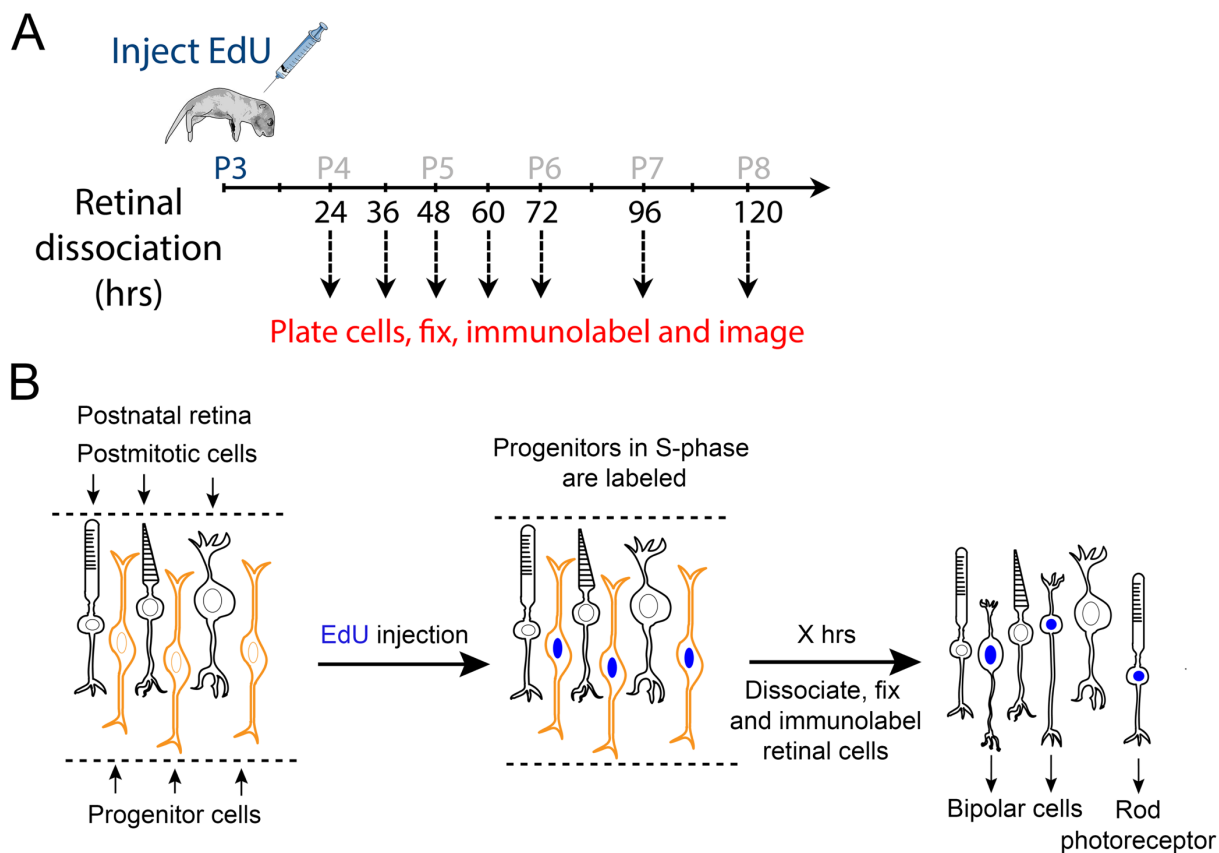 A
Inject EdU
P3 P4 P5 P6 P7 P8
Retinal
dissociation
(hrs)
24 36 48 60 72 96 120
Plate cells, fix, immunolabel and image
B
Postnatal retina
Postmitotic cells
Progenitor cells
EdU injection
Progenitors in S-phase
are labeled
X hrs
Dissociate, fix
and immunolabel
retinal cells
Bipolar cells
Rod
photoreceptor